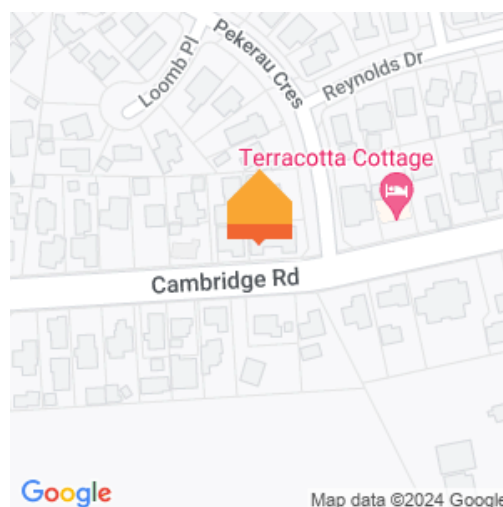 Loomb Pl
Pekerau Cres
Reynolds Dr
Terracotta Cottage
Cambridge Rd
Google
Map data ©2024 Google